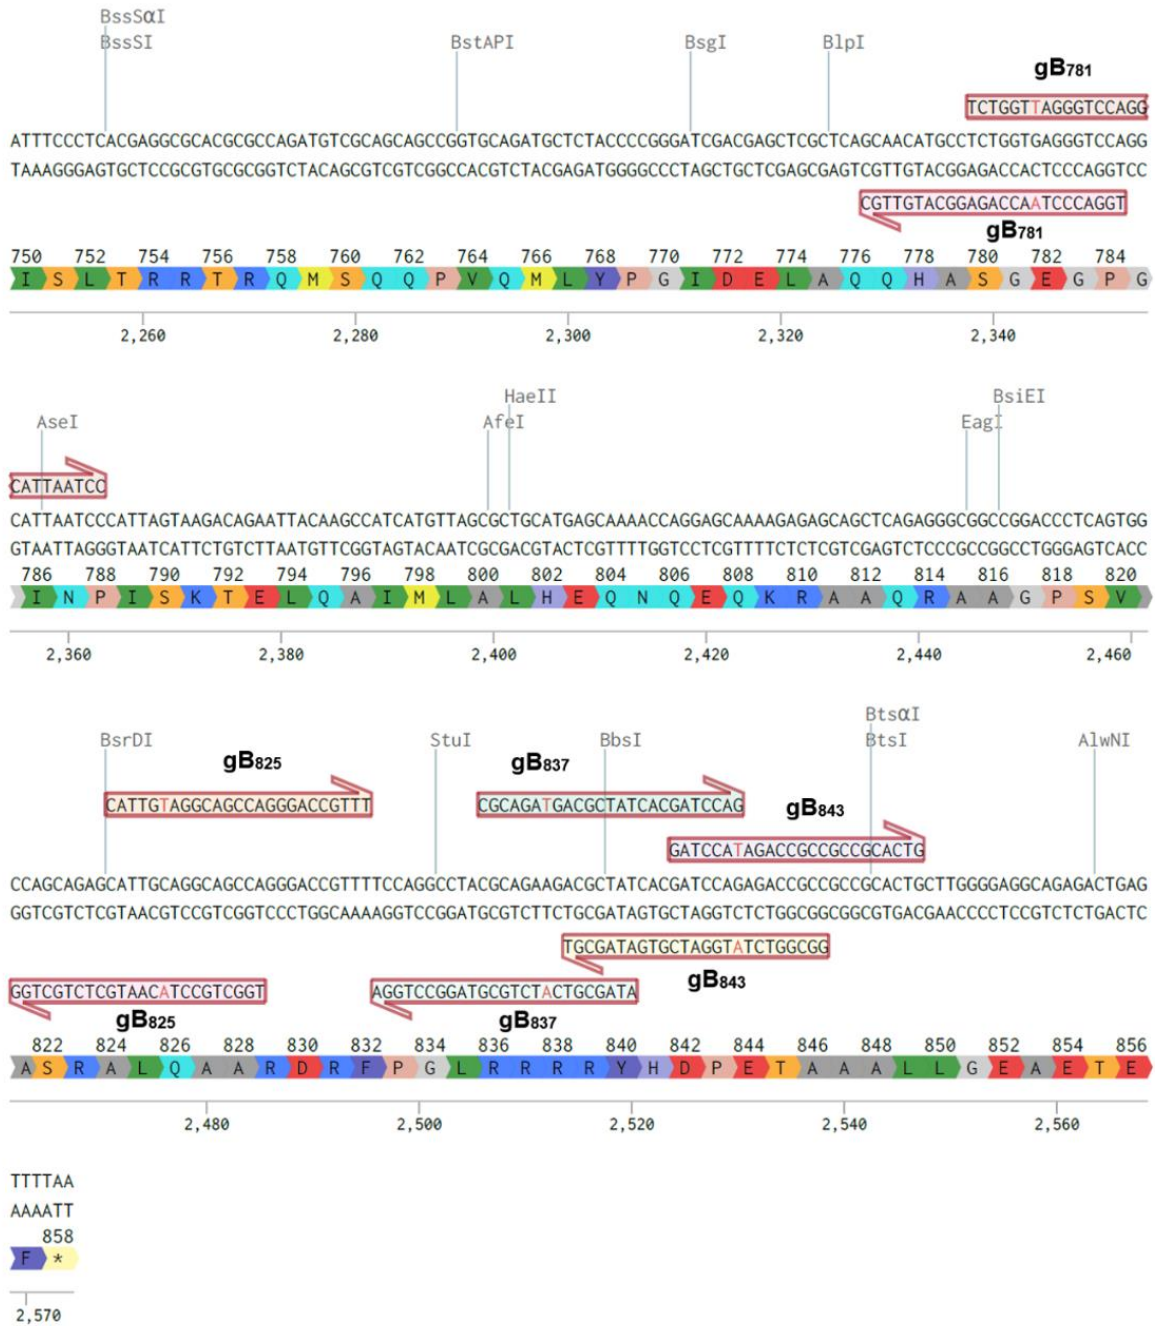 BssSαI
BssSI BstAPI BsgI BlpI
gB781
TCTGGTTAGGGTCCAGG
ATTTCCCTCACGAGGCGCACGCGCCAGATGTCGCAGCAGCCGGTGCAGATGCTCTACCCCGGGATCGACGAGCTCGCTCAGCAACATGCCTCTGGTGAGGGTCCAGG
TAAAGGGAGTGCTCCGCGTGCGCGGTCTACAGCGTCGTCGGCCACGTCTACGAGATGGGGCCCTAGCTGCTCGAGCGAGTCGTTGTACGGAGACCACTCCCAGGTCC
CGTTGTACGGAGACCAATCCCAGGT
gB781
750 752 754 756 758 760 762 764 766 768 770 772 774 776 778 780 782 784
I S L T R R T R Q M S Q Q P V Q M L Y P G I D E L A Q Q H A S G E G P G
2,260 2,280 2,300 2,320 2,340
HaeII BsiEI
AseI AfeI EagI
CATTAATCC
CATTAATCCCATTAGTAAGACAGAATTACAAGCCATCATGTTAGCGCTGCATGAGCAAAACCAGGAGCAAAAGAGAGCAGCTCAGAGGGCGGCCGGACCCTCAGTGG
GTAATTAGGGTAATCATTCTGTCTTAATGTTCGGTAGTACAATCGCGACGTACTCGTTTTGGTCCTCGTTTTCTCTCGTCGAGTCTCCCGCCGGCCTGGGAGTCACC
786 788 790 792 794 796 798 800 802 804 806 808 810 812 814 816 818 820
I N P I S K T E L Q A I M L A L H E Q N Q E Q K R A A Q R A A G P S V
2,360 2,380 2,400 2,420 2,440 2,460
BtsαI
BsrDI StuI BbsI BtsI AlwNI
gB825 gB837
CATTGTAGGCAGCCAGGGACCGTTT CGCAGATGACGCTATCACGATCCAG
gB843
GATCCATAGACCGCCGCCGCACTG
CCAGCAGAGCATTGCAGGCAGCCAGGGACCGTTTTCCAGGCCTACGCAGAAGACGCTATCACGATCCAGAGACCGCCGCCGCACTGCTTGGGGAGGCAGAGACTGAG
GGTCGTCTCGTAACGTCCGTCGGTCCCTGGCAAAAGGTCCGGATGCGTCTTCTGCGATAGTGCTAGGTCTCTGGCGGCGGCGTGACGAACCCCTCCGTCTCTGACTC
TGCGATAGTGCTAGGTATCTGGCGG
gB843
GGTCGTCTCGTAACATCCGTCGGT AGGTCCGGATGCGTCTACTGCGATA
gB825 gB837
822 824 826 828 830 832 834 836 838 840 842 844 846 848 850 852 854 856
A S R A L Q A A R D R F P G L R R R R Y H D P E T A A A L L G E A E T E
2,480 2,500 2,520 2,540 2,560
TTTTAA
AAAATT
858
F *
2,570